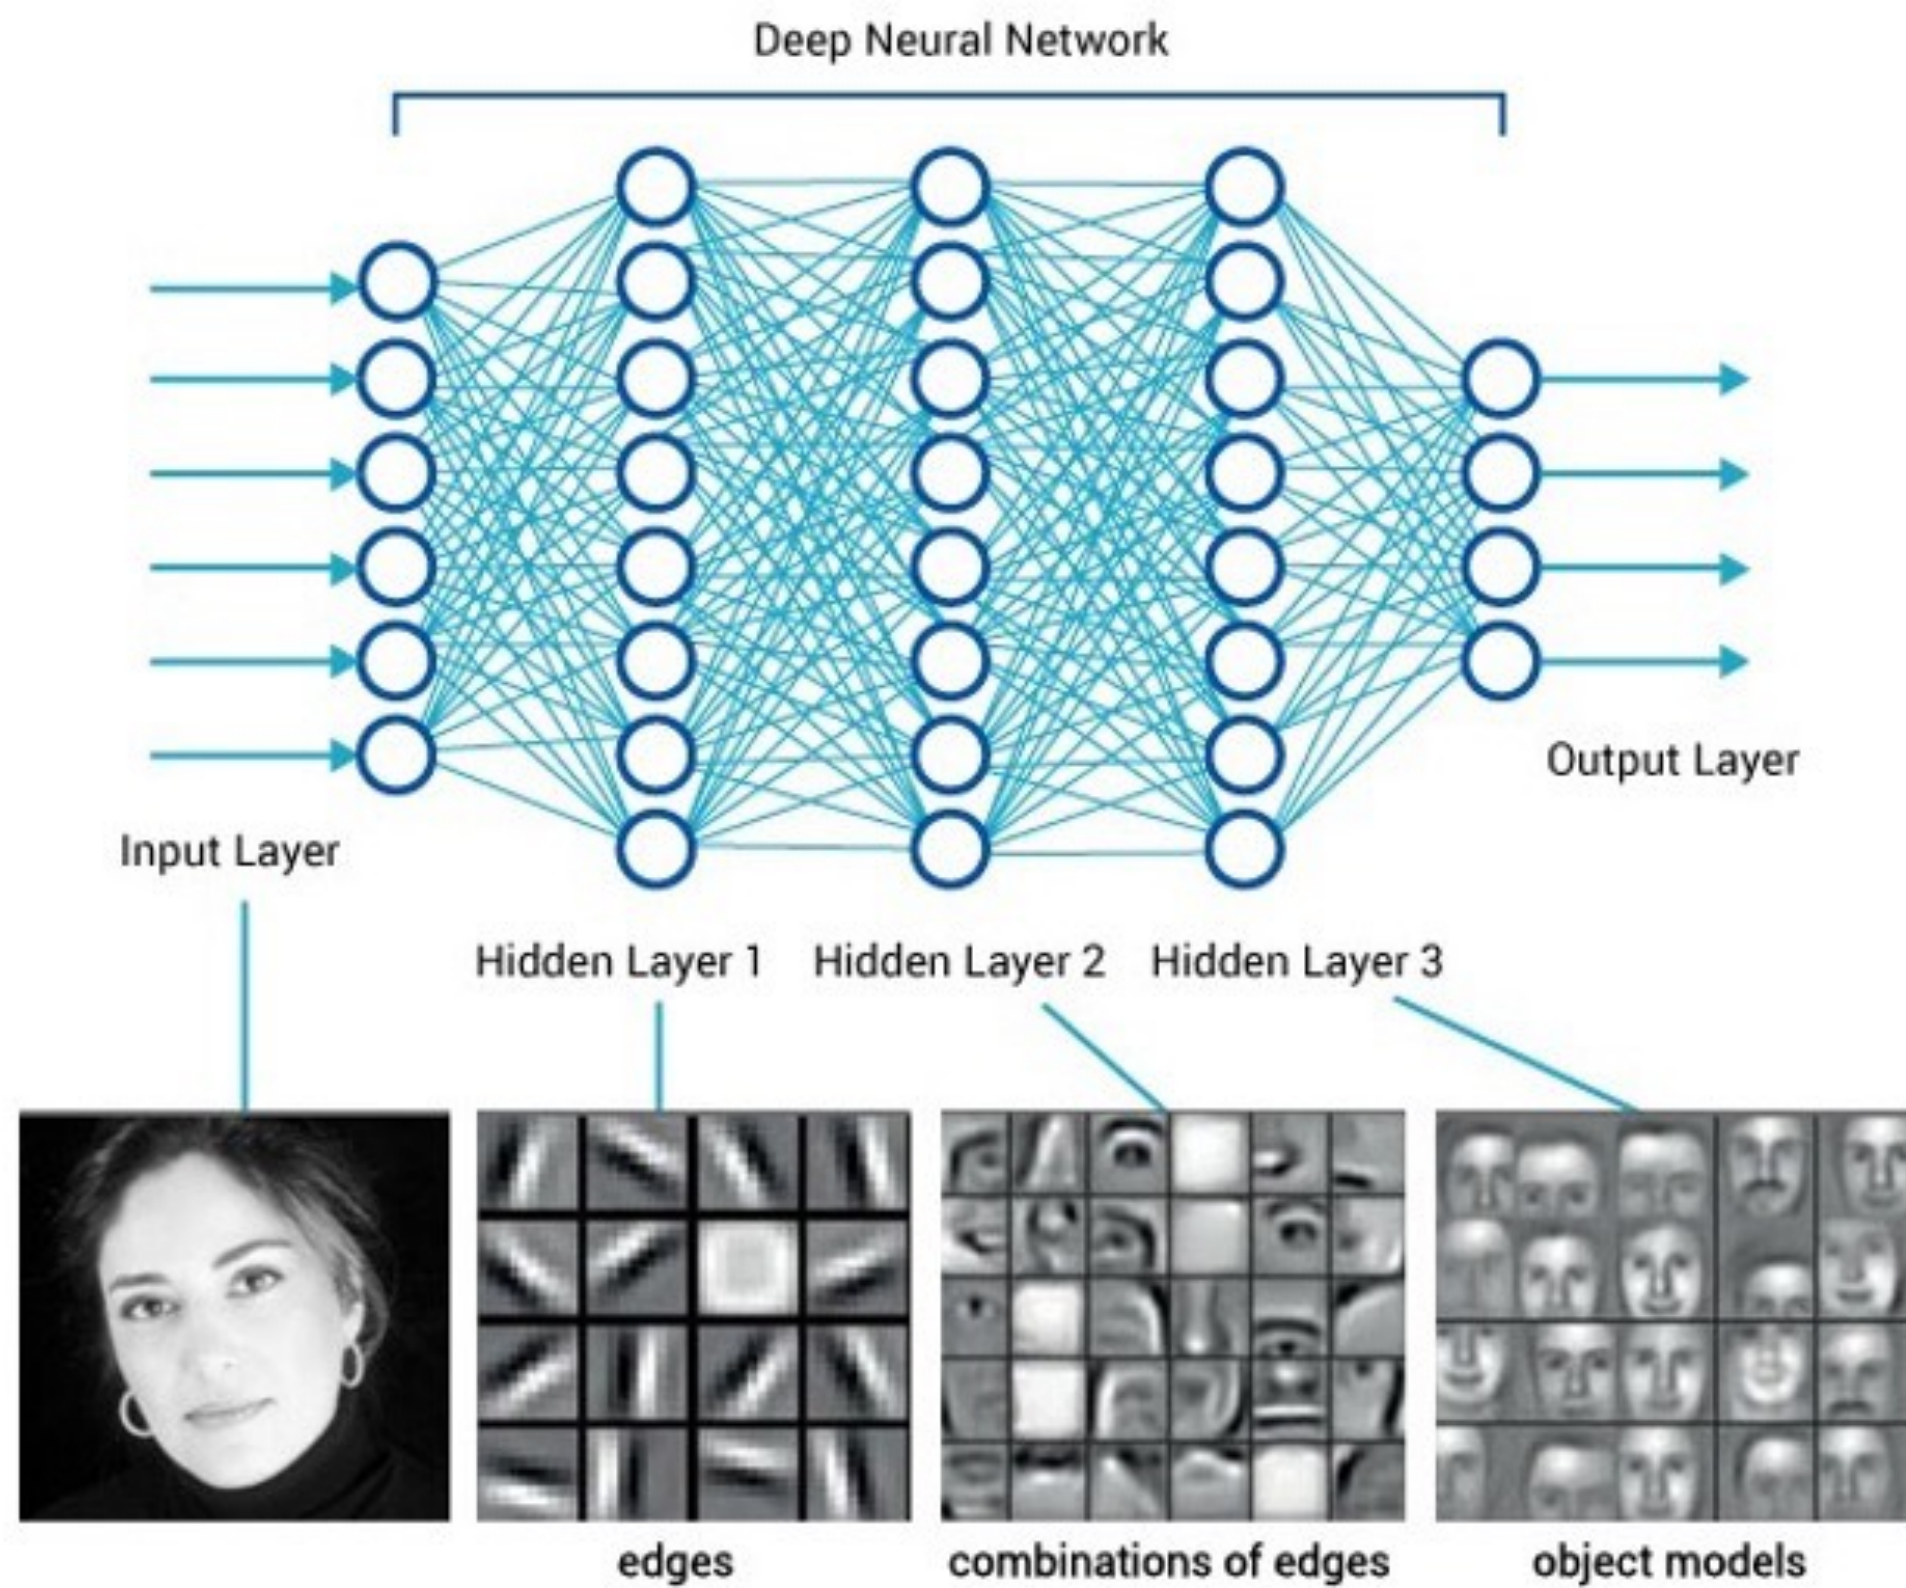 Deep Neural Network
Output Layer
Input Layer
Hidden Layer 1
Hidden Layer 2
Hidden Layer 3
edges
combinations of edges
object models